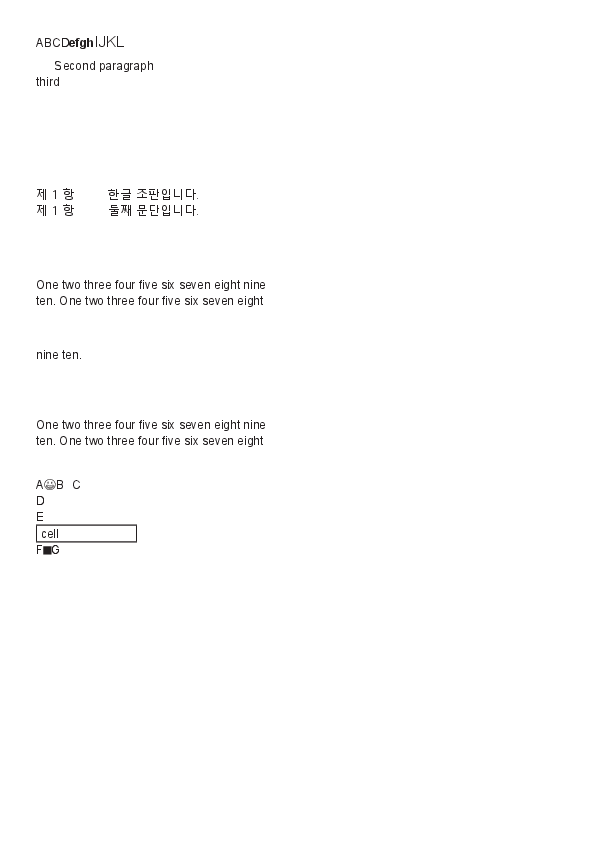 ABCDefghIJKL
Second paragraph
third
제 1 항 한글 조판입니다.
제 1 항 둘째 문단입니다.
One two three four five six seven eight nine
ten. One two three four five six seven eight
nine ten.
One two three four five six seven eight nine
ten. One two three four five six seven eight
A😀B C
D
E
cell
F■G